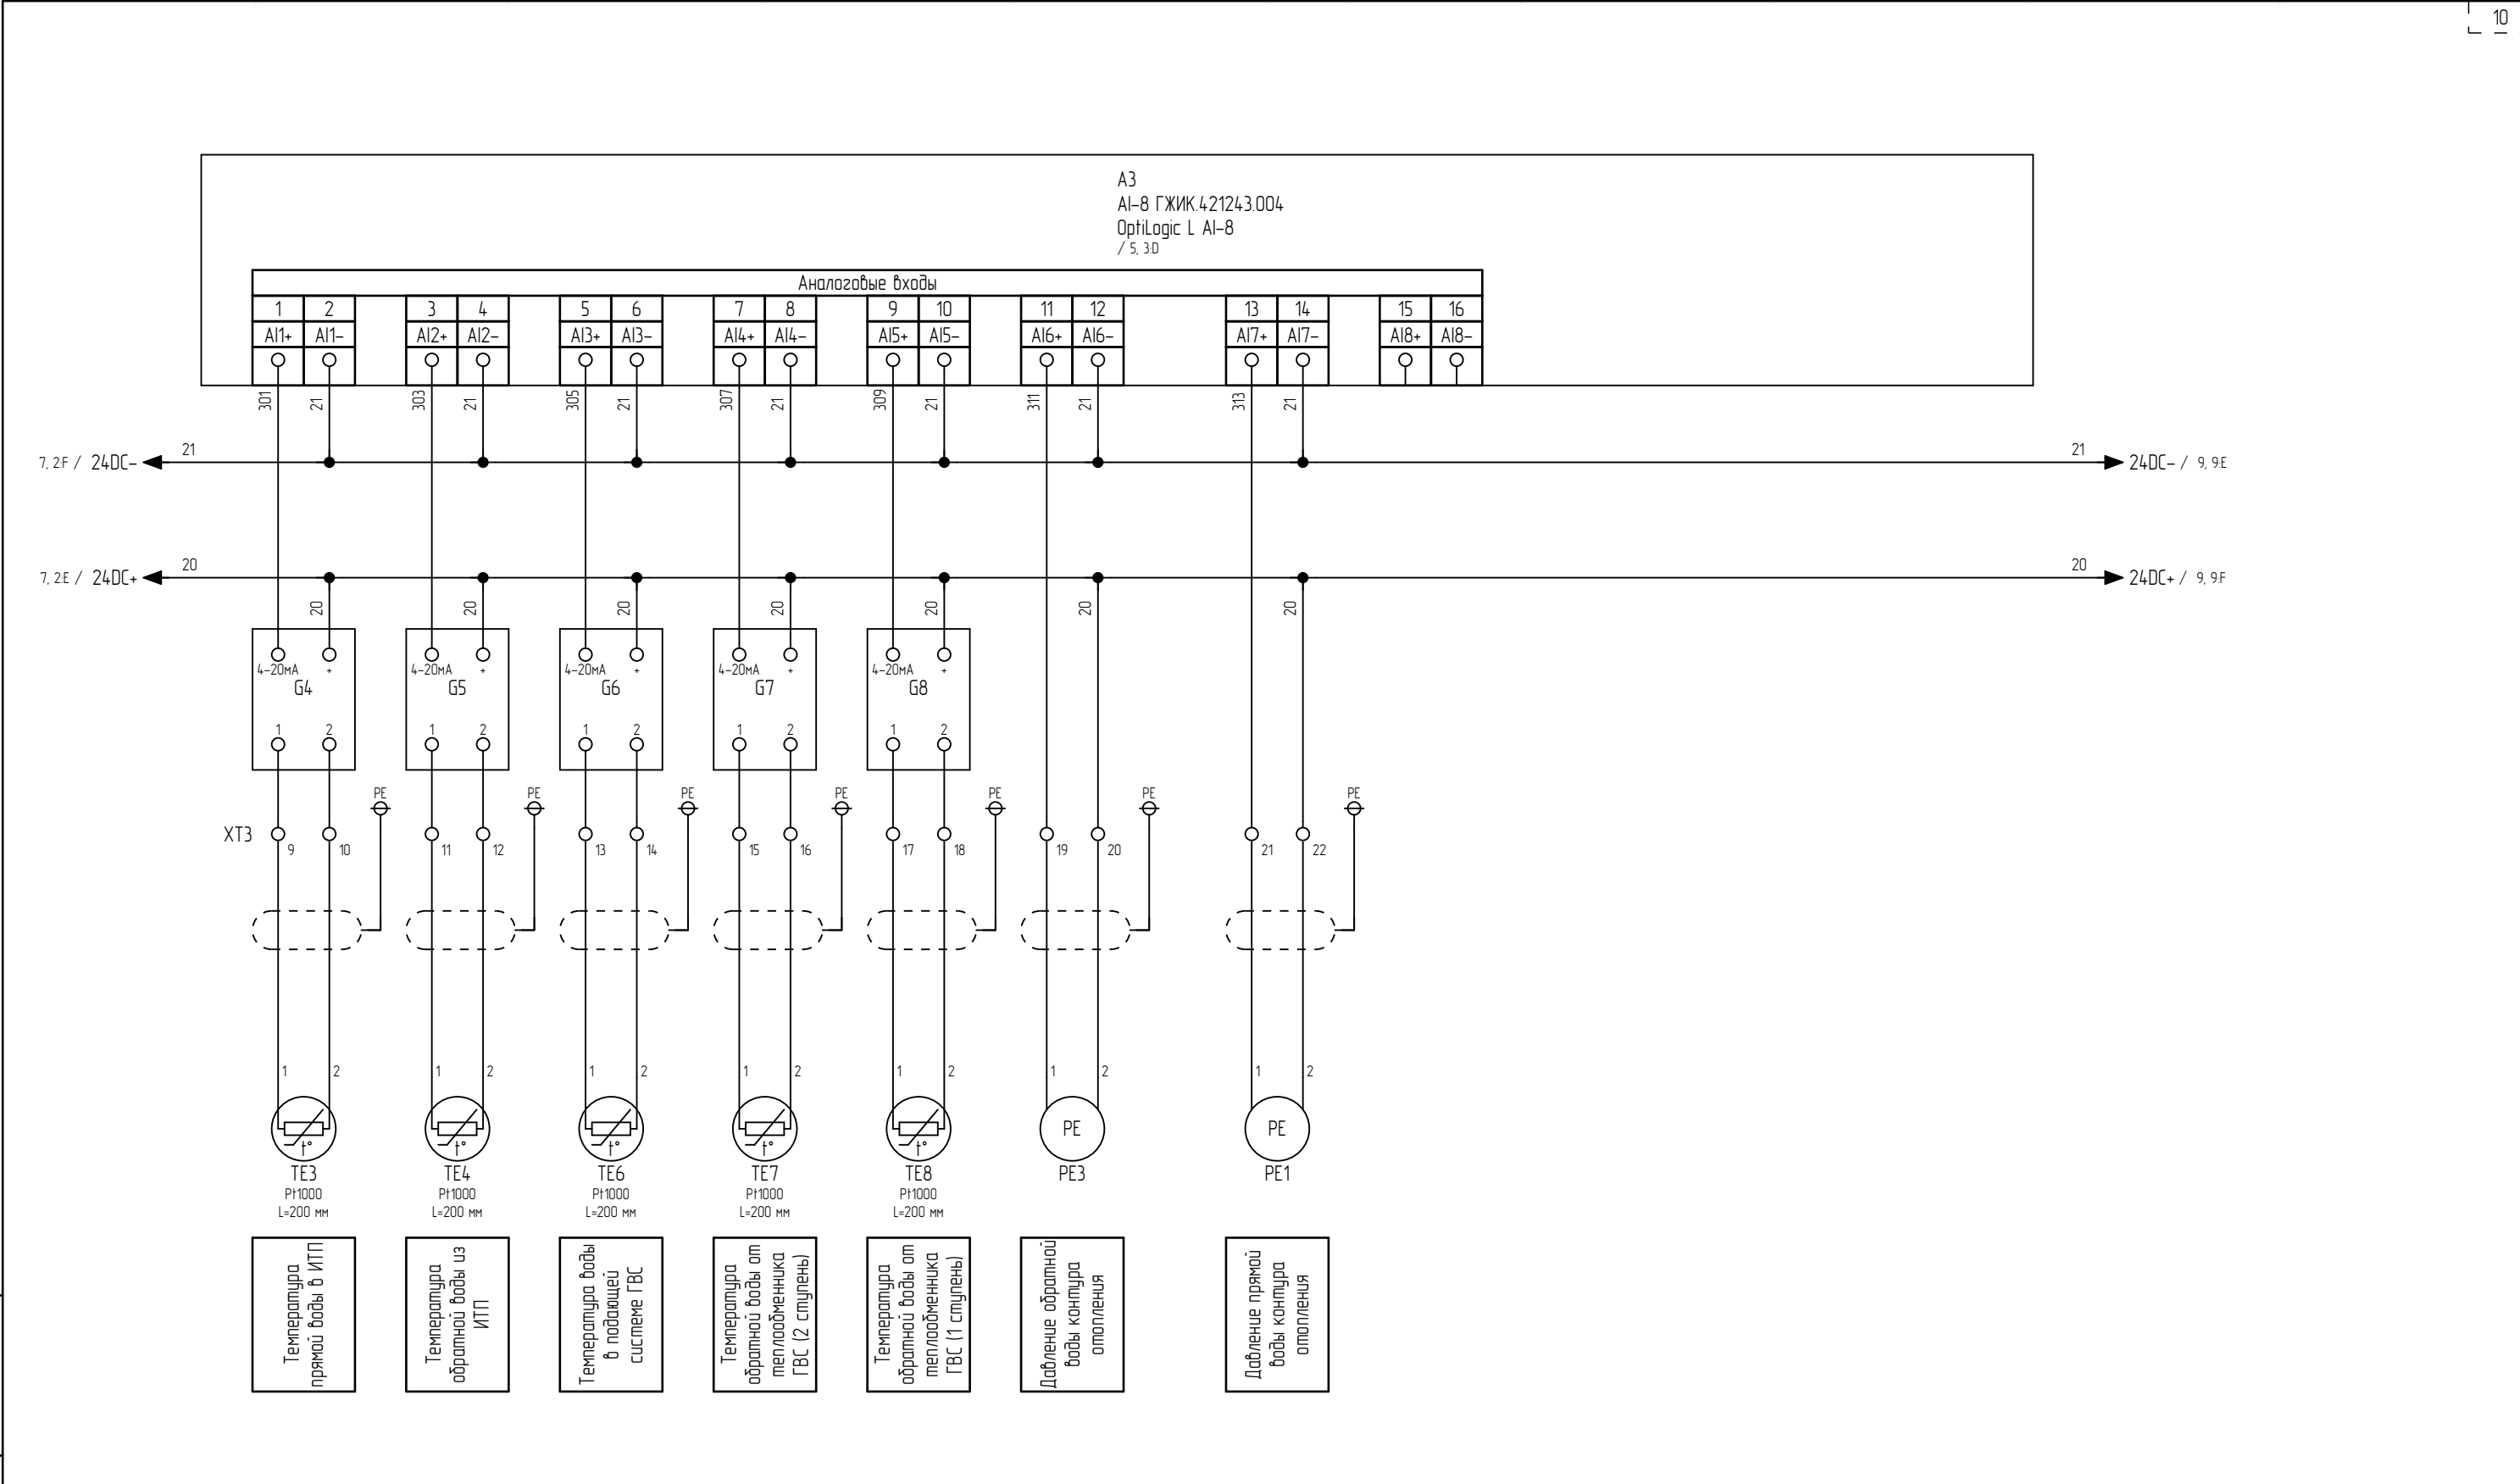 10
А3
AI-8 ГЖИК.421243.004
OptiLogic L AI-8
/ 5, 3:D
Аналоговые входы
1 2 3 4 5 6 7 8 9 10 11 12 13 14 15 16
AI1+ AI1- AI2+ AI2- AI3+ AI3- AI4+ AI4- AI5+ AI5- AI6+ AI6- AI7+ AI7- AI8+ AI8-
301 21 303 21 305 21 307 21 309 21 311 21 313 21
7, 2:F / 24DC- 21 21 24DC- / 9, 9:E
7, 2:E / 24DC+ 20 20 24DC+ / 9, 9:F
20 20 20 20 20 20 20
4-20мА + 4-20мА + 4-20мА + 4-20мА + 4-20мА +
G4 G5 G6 G7 G8
1 2 1 2 1 2 1 2 1 2
PE PE PE PE PE PE PE
XT3
9 10 11 12 13 14 15 16 17 18 19 20 21 22
1 2 1 2 1 2 1 2 1 2 1 2 1 2
t° t° t° t° t° PE PE
TE3 TE4 TE6 TE7 TE8 PE3 PE1
Pt1000 Pt1000 Pt1000 Pt1000 Pt1000
L=200 мм L=200 мм L=200 мм L=200 мм L=200 мм
Температура
прямой воды в ИТП
Температура
обратной воды из
ИТП
Температура воды
в подающей
системе ГВС
Температура
обратной воды от
теплообменника
ГВС (2 ступень)
Температура
обратной воды от
теплообменника
ГВС (1 ступень)
Давление обратной
воды контура
отопления
Давление прямой
воды контура
отопления